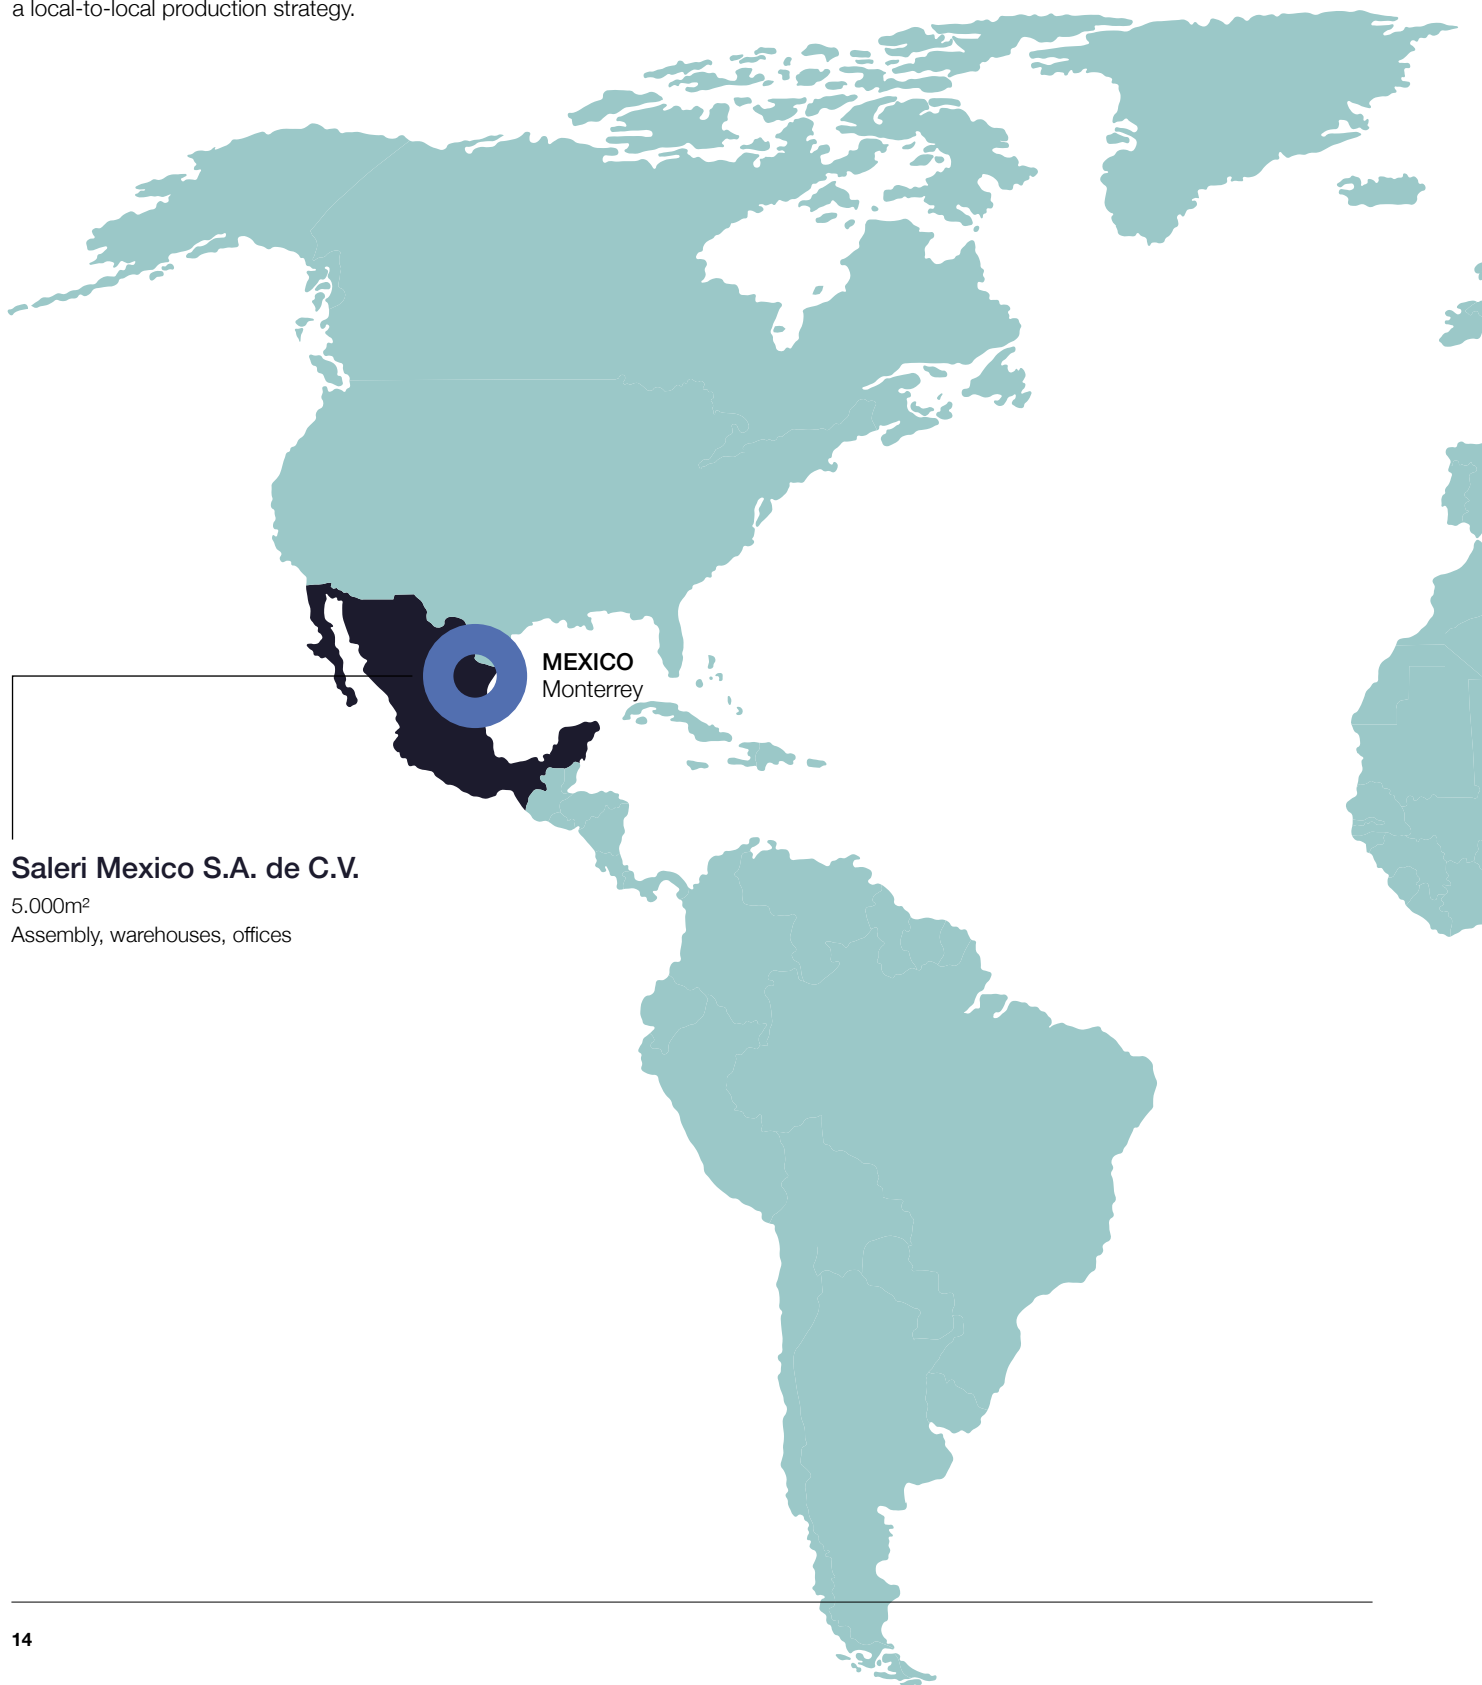 a local-to-local production strategy.
MEXICO
Monterrey
Saleri Mexico S.A. de C.V.
5.000m²
Assembly, warehouses, offices
14